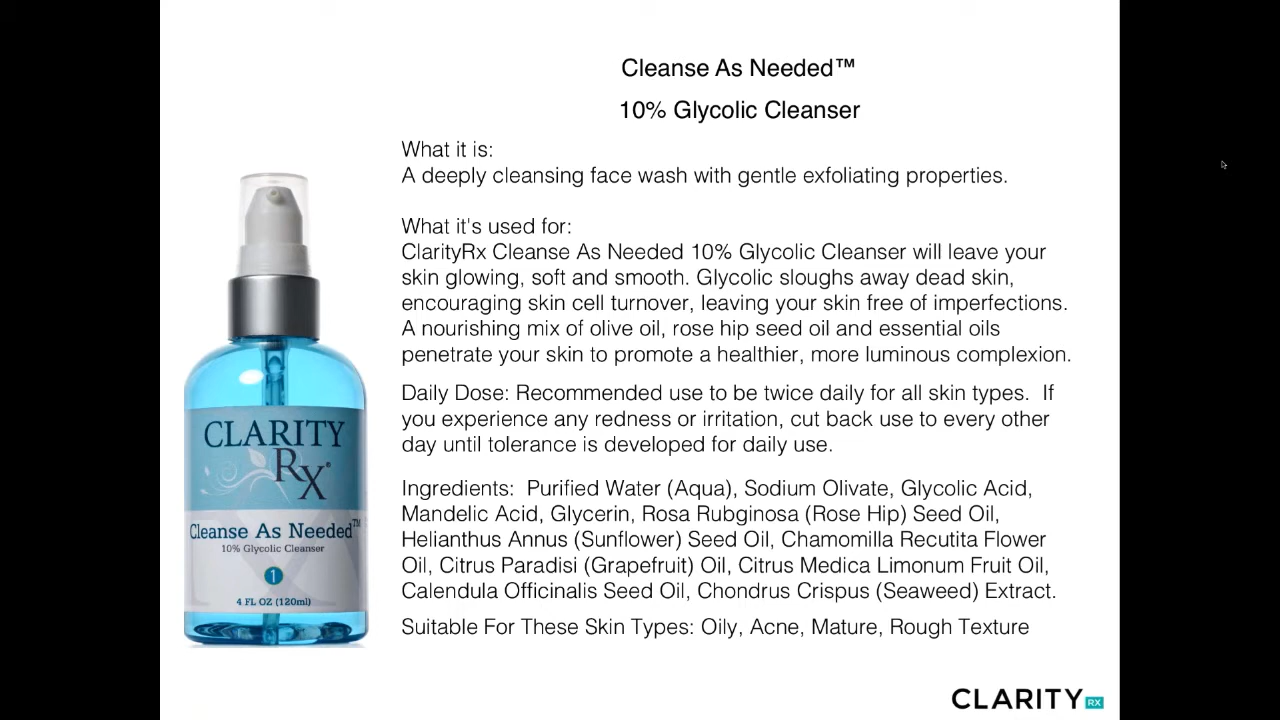 Cleanse As Needed™
10% Glycolic Cleanser
What it is:
A deeply cleansing face wash with gentle exfoliating properties.
What it's used for:
ClarityRx Cleanse As Needed 10% Glycolic Cleanser will leave your
skin glowing, soft and smooth. Glycolic sloughs away dead skin,
encouraging skin cell turnover, leaving your skin free of imperfections.
A nourishing mix of olive oil, rose hip seed oil and essential oils
penetrate your skin to promote a healthier, more luminous complexion.
Daily Dose: Recommended use to be twice daily for all skin types.  If
you experience any redness or irritation, cut back use to every other
day until tolerance is developed for daily use.
Ingredients:  Purified Water (Aqua), Sodium Olivate, Glycolic Acid,
Mandelic Acid, Glycerin, Rosa Rubginosa (Rose Hip) Seed Oil,
Helianthus Annus (Sunflower) Seed Oil, Chamomilla Recutita Flower
Oil, Citrus Paradisi (Grapefruit) Oil, Citrus Medica Limonum Fruit Oil,
Calendula Officinalis Seed Oil, Chondrus Crispus (Seaweed) Extract.
Suitable For These Skin Types: Oily, Acne, Mature, Rough Texture
CLARITY
RX®
Cleanse As Needed™
10% Glycolic Cleanser
1
4 FL OZ (120ml)
CLARITY RX